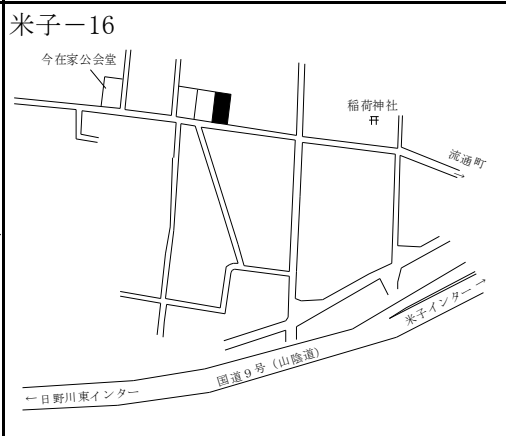 米子－16
今在家公会堂
稲荷神社
流通町
→
米子インター→
国道９号（山陰道）
←日野川東インター